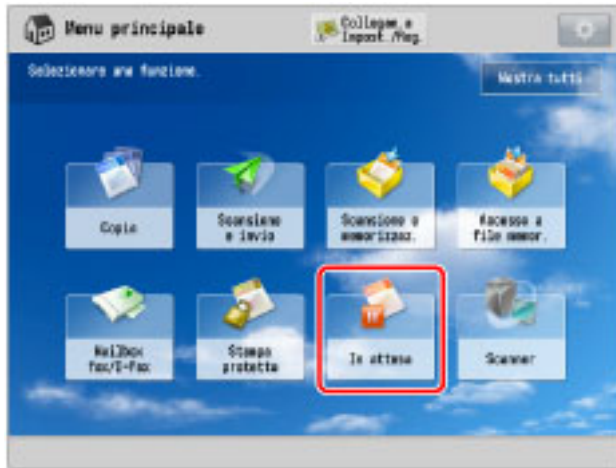 Menu principale
Collegam. e
Impost./Reg.
Selezionare una funzione.
Mostra tutti
Copia
Scansione
e invio
Scansione e
memorizzaz.
Accesso a
file memor.
Mailbox
fax/I-Fax
Stampa
protetta
In attesa
Scanner